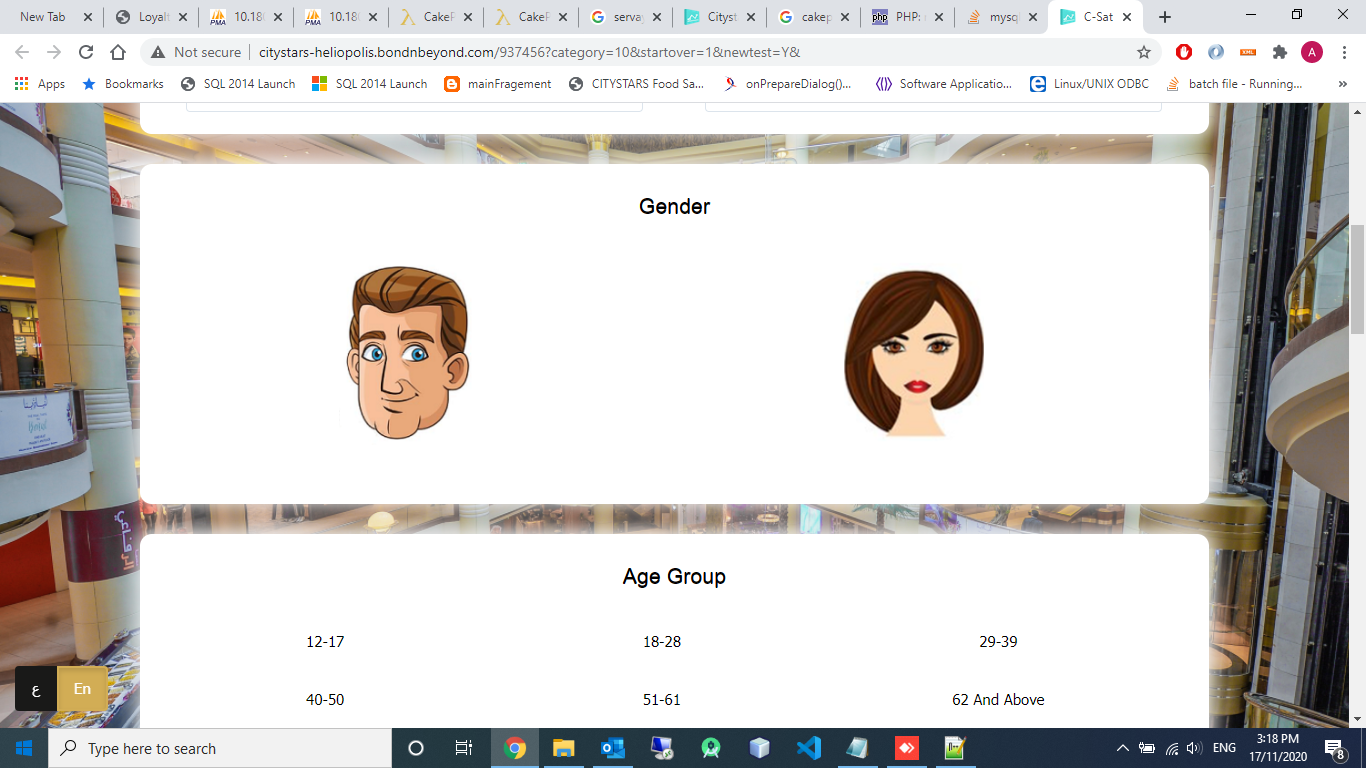 New Tab
Loyalt
10.18
10.18
CakeP
CakeP
servay
Cityst
cakep
PHP:
mysq
C-Sat
Not secure
citystars-heliopolis.bondnbeyond.com/937456?category=10&startover=1&newtest=Y&
A
Apps
Bookmarks
SQL 2014 Launch
SQL 2014 Launch
mainFragement
CITYSTARS Food Sa...
onPrepareDialog()...
Software Applicatio...
Linux/UNIX ODBC
batch file - Running...
»
Gender
Age Group
12-17
18-28
29-39
40-50
51-61
62 And Above
ع
En
Type here to search
ENG
3:18 PM
17/11/2020
8